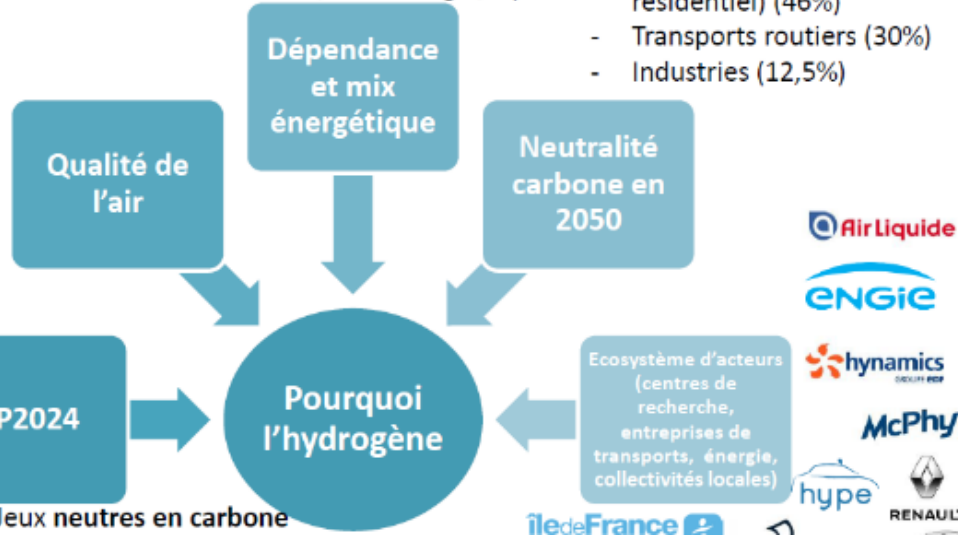 résidentiel) (46%)
- Transports routiers (30%)
- Industries (12,5%)
Dépendance
et mix
énergétique
Qualité de
l'air
Neutralité
carbone en
2050
Air Liquide
ENGIE
hynamics
GROUPE EDF
McPhy
hype
RENAULT
P2024
Pourquoi
l'hydrogène
Ecosystème d'acteurs
(centres de
recherche,
entreprises de
transports, énergie,
collectivités locales)
Jeux neutres en carbone
îledeFrance